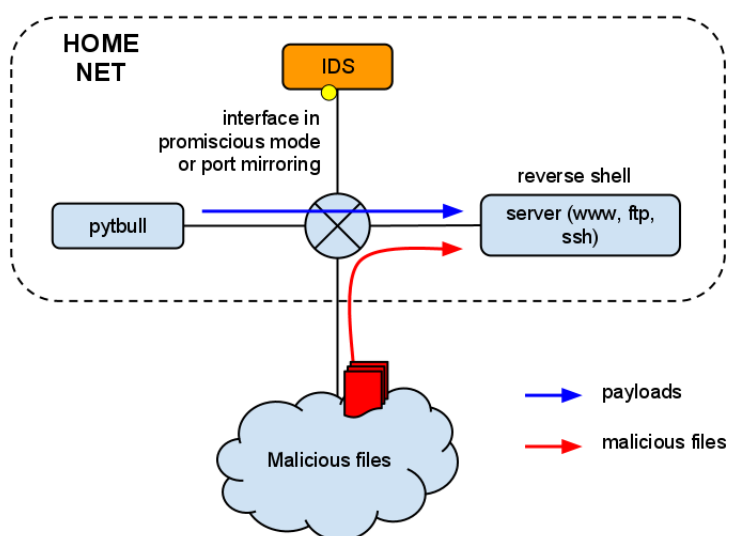 HOME
NET
IDS
interface in
promiscious mode
or port mirroring
reverse shell
pytbull
server (www, ftp,
ssh)
payloads
malicious files
Malicious files